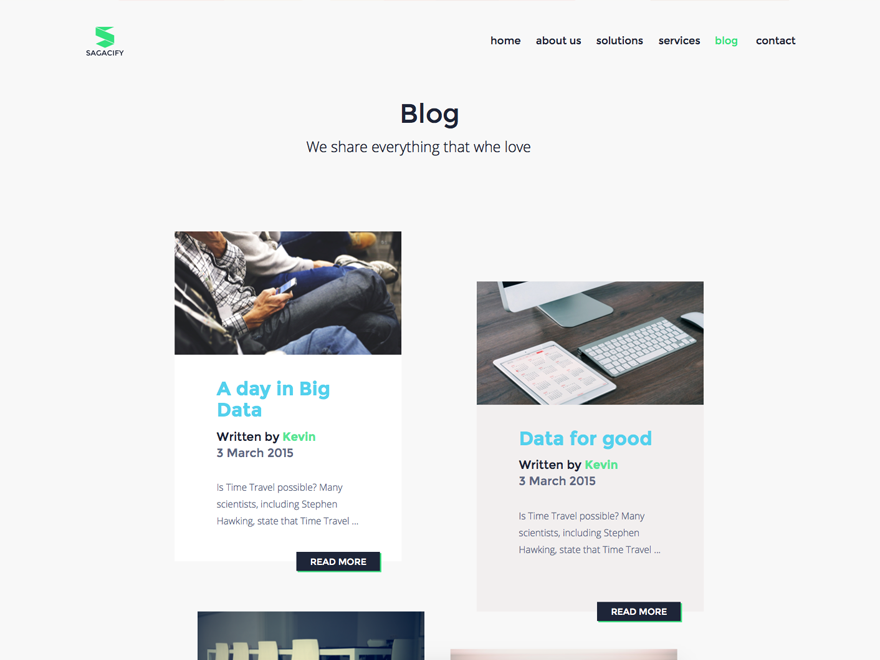 SAGACIFY
home about us solutions services blog contact
Blog
We share everything that whe love
A day in Big
Data
Written by Kevin
3 March 2015
Is Time Travel possible? Many
scientists, including Stephen
Hawking, state that Time Travel ...
READ MORE
Data for good
Written by Kevin
3 March 2015
Is Time Travel possible? Many
scientists, including Stephen
Hawking, state that Time Travel ...
READ MORE